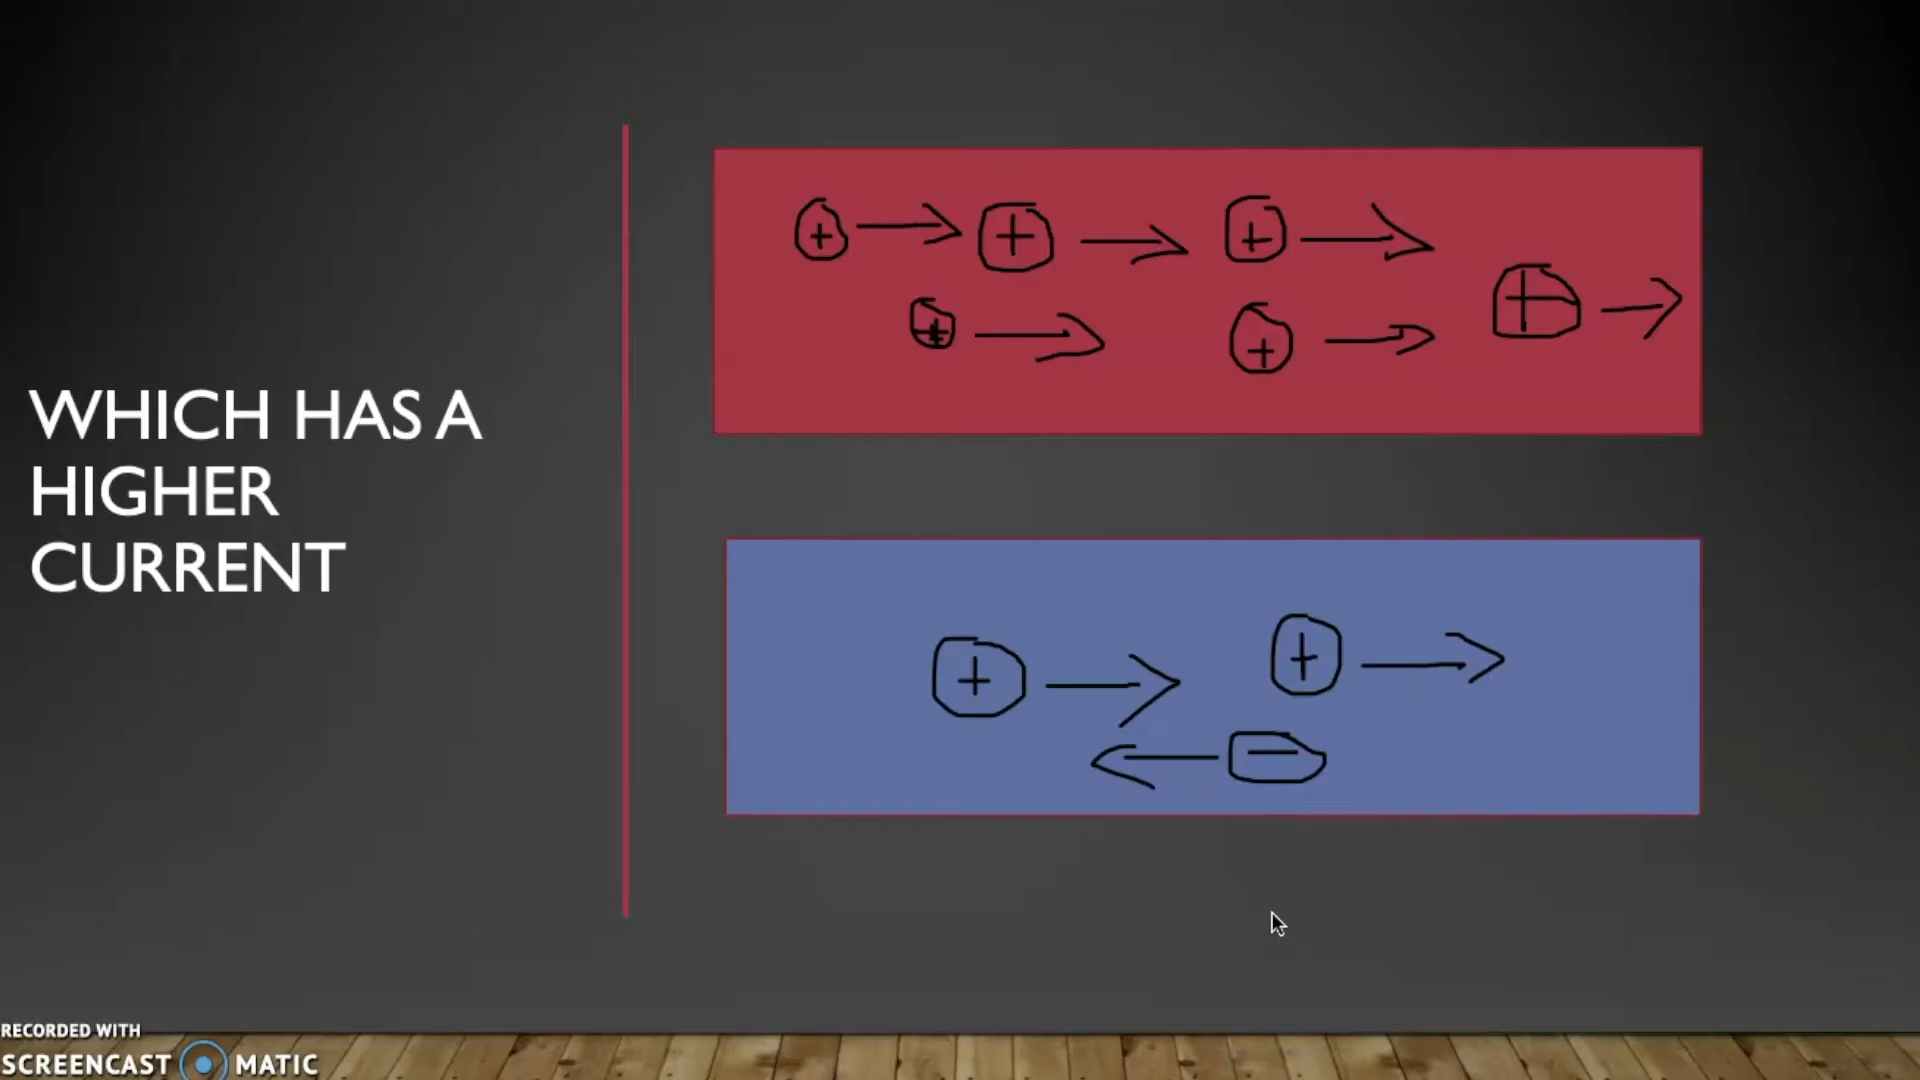 WHICH HAS A
HIGHER
CURRENT
+ + +
+ + +
+ +
−
RECORDED WITH
SCREENCAST MATIC